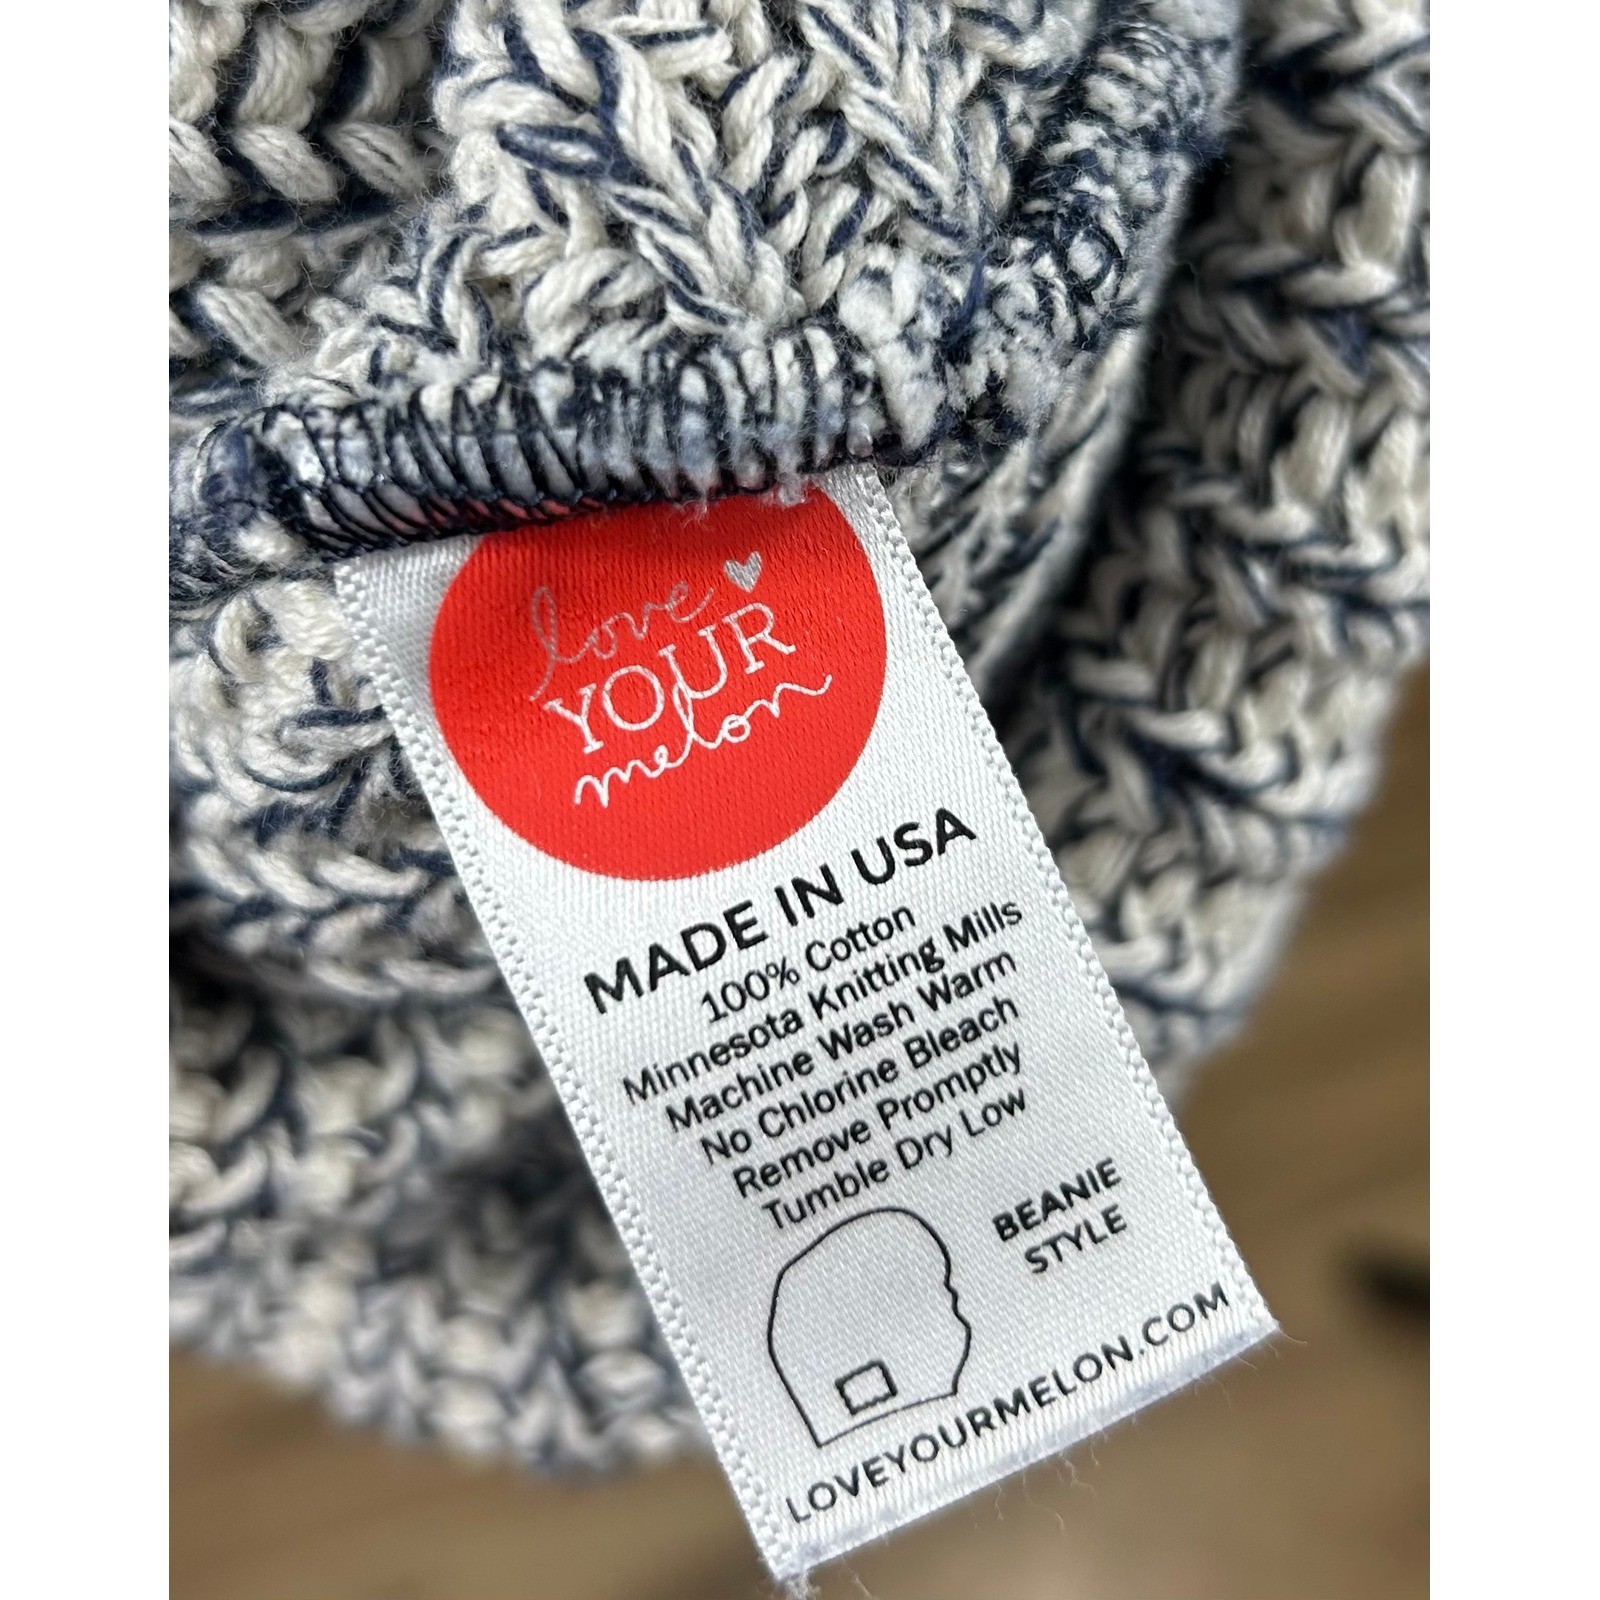 love
YOUR
melon
MADE IN USA
100% Cotton
Minnesota Knitting Mills
Machine Wash Warm
No Chlorine Bleach
Remove Promptly
Tumble Dry Low
BEANIE
STYLE
LOVEYOURMELON.COM